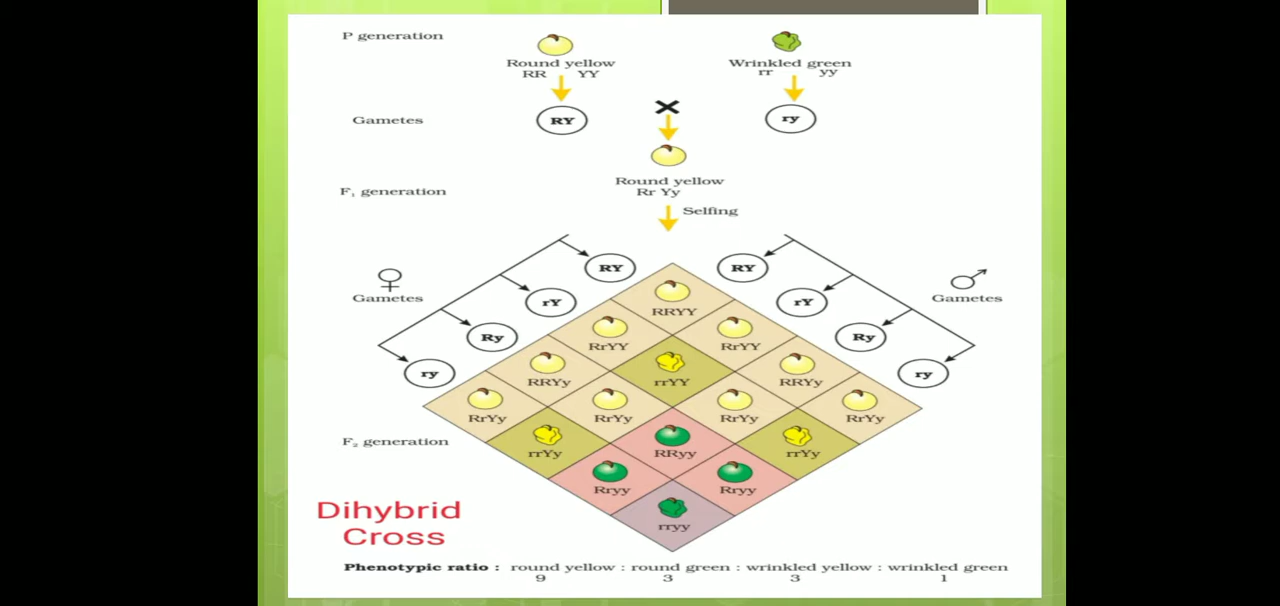 P generation
Round yellow
RR YY
Wrinkled green
rr yy
Gametes
RY
ry
F₁ generation
Round yellow
Rr Yy
Selfing
Gametes
RY
rY
Ry
ry
RY
rY
Ry
ry
Gametes
RRYY
RrYY RrYY
RRYy rrYY RRYy
RrYy RrYy RrYy RrYy
F₂ generation
rrYy RRyy rrYy
Rryy Rryy
rryy
Dihybrid
Cross
Phenotypic ratio : round yellow : round green : wrinkled yellow : wrinkled green
9 3 3 1